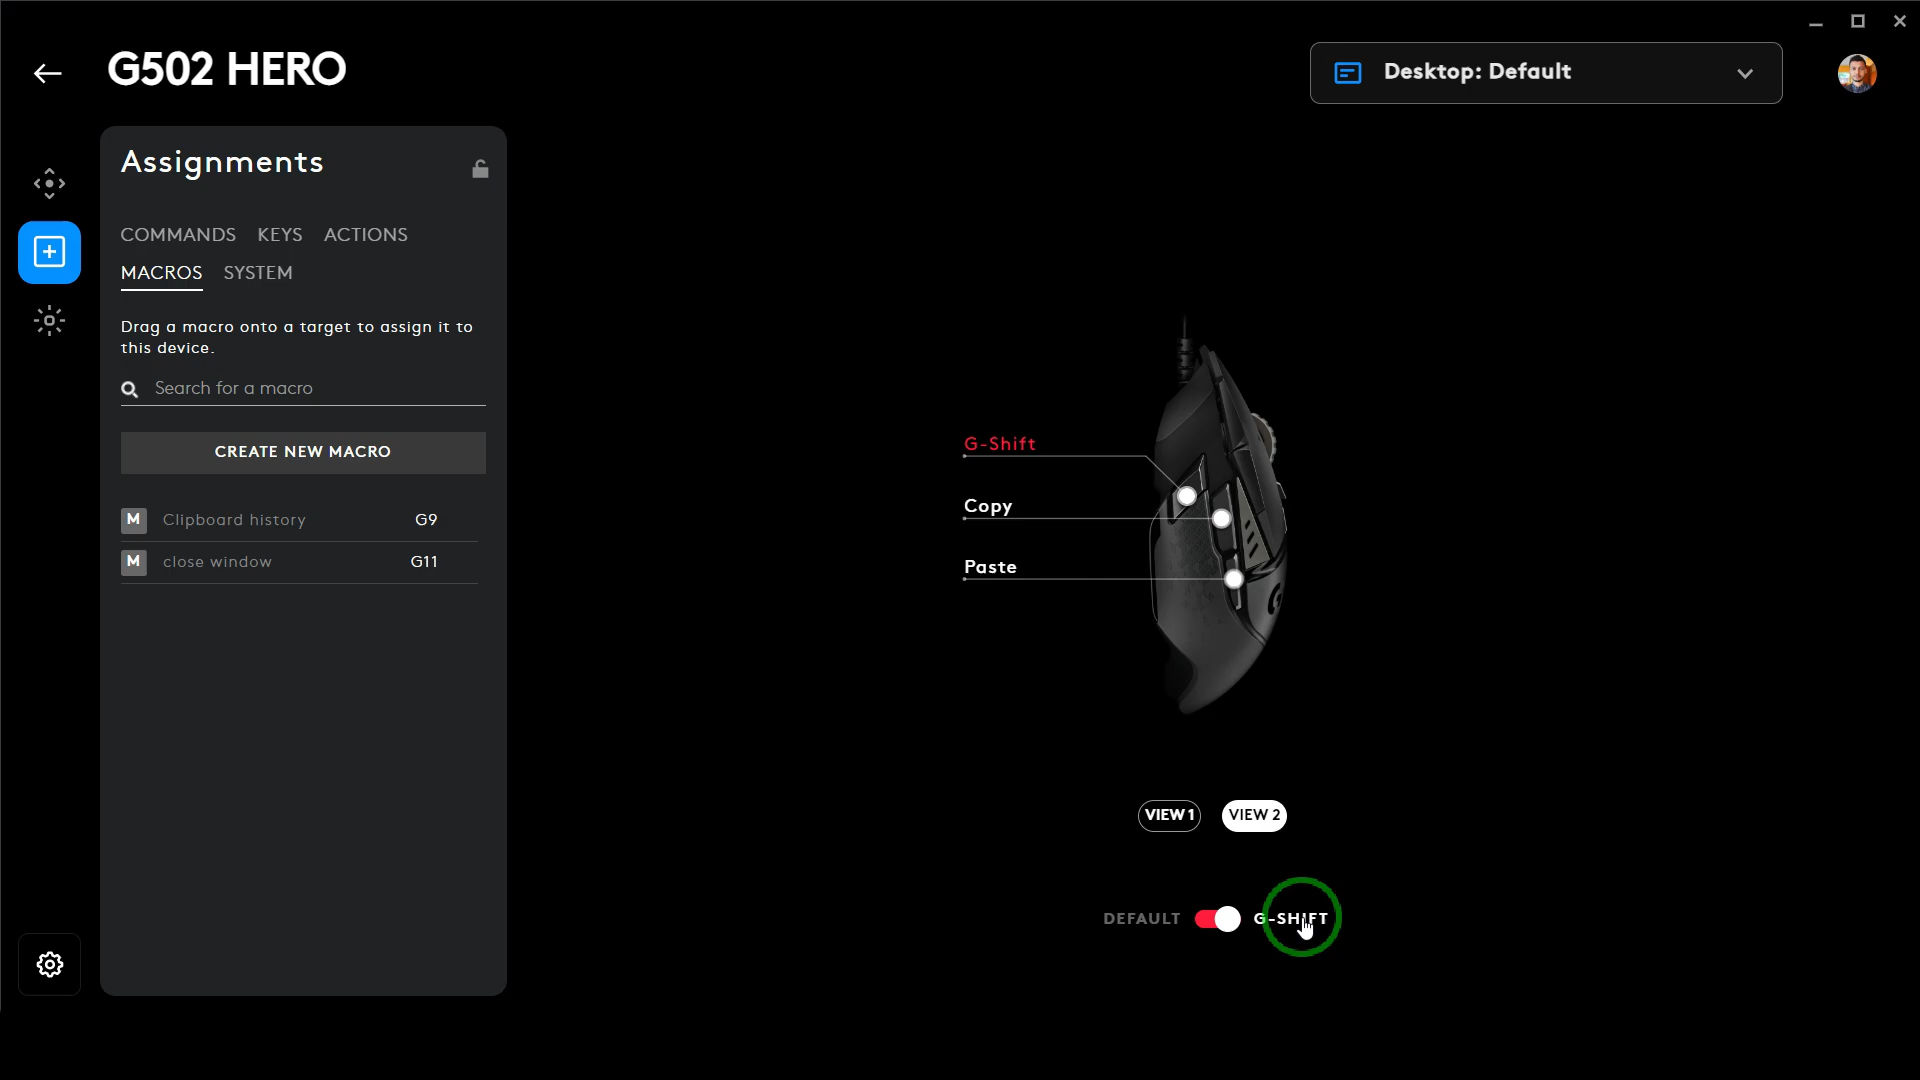 G502 HERO
Desktop: Default
Assignments
COMMANDS KEYS ACTIONS
MACROS SYSTEM
Drag a macro onto a target to assign it to
this device.
Search for a macro
CREATE NEW MACRO
M Clipboard history G9
M close window G11
G-Shift
Copy
Paste
VIEW 1 VIEW 2
DEFAULT G-SHIFT